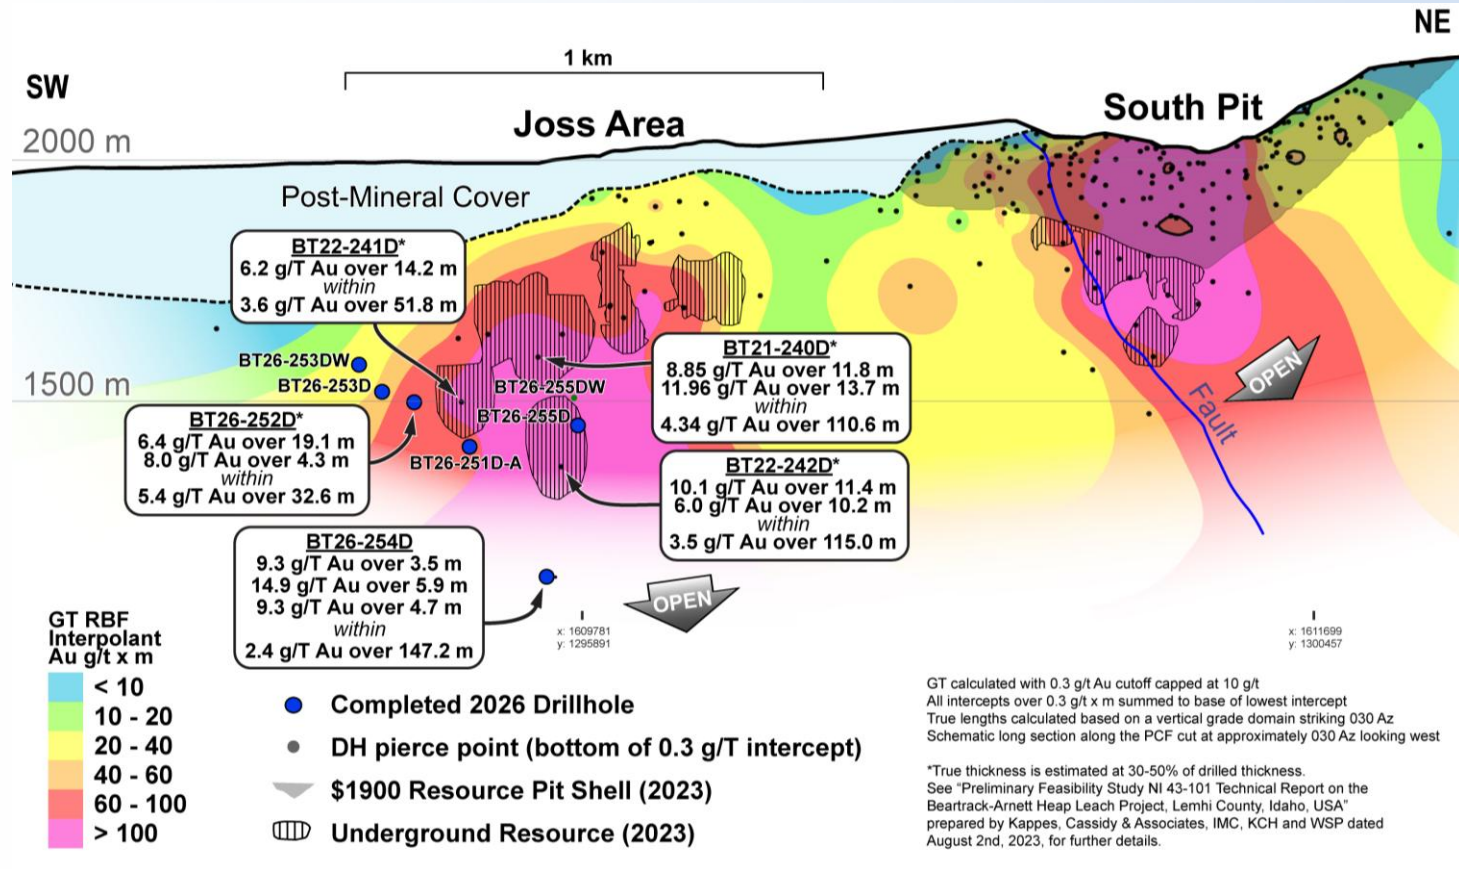 NE
1 km
SW
Joss Area
South Pit
2000 m
Post-Mineral Cover
BT22-241D*
6.2 g/T Au over 14.2 m
within
3.6 g/T Au over 51.8 m
BT26-253DW
BT26-253D
1500 m
BT26-255DW
BT26-255D
BT26-251D-A
BT21-240D*
8.85 g/T Au over 11.8 m
11.96 g/T Au over 13.7 m
within
4.34 g/T Au over 110.6 m
OPEN
Fault
BT26-252D*
6.4 g/T Au over 19.1 m
8.0 g/T Au over 4.3 m
within
5.4 g/T Au over 32.6 m
BT22-242D*
10.1 g/T Au over 11.4 m
6.0 g/T Au over 10.2 m
within
3.5 g/T Au over 115.0 m
BT26-254D
9.3 g/T Au over 3.5 m
14.9 g/T Au over 5.9 m
9.3 g/T Au over 4.7 m
within
2.4 g/T Au over 147.2 m
OPEN
x: 1609781
y: 1295891
x: 1611699
y: 1300457
GT RBF
Interpolant
Au g/t x m
< 10
10 - 20
20 - 40
40 - 60
60 - 100
> 100
Completed 2026 Drillhole
DH pierce point (bottom of 0.3 g/T intercept)
$1900 Resource Pit Shell (2023)
Underground Resource (2023)
GT calculated with 0.3 g/t Au cutoff capped at 10 g/t
All intercepts over 0.3 g/t x m summed to base of lowest intercept
True lengths calculated based on a vertical grade domain striking 030 Az
Schematic long section along the PCF cut at approximately 030 Az looking west
*True thickness is estimated at 30-50% of drilled thickness.
See "Preliminary Feasibility Study NI 43-101 Technical Report on the
Beartrack-Arnett Heap Leach Project, Lemhi County, Idaho, USA"
prepared by Kappes, Cassidy & Associates, IMC, KCH and WSP dated
August 2nd, 2023, for further details.